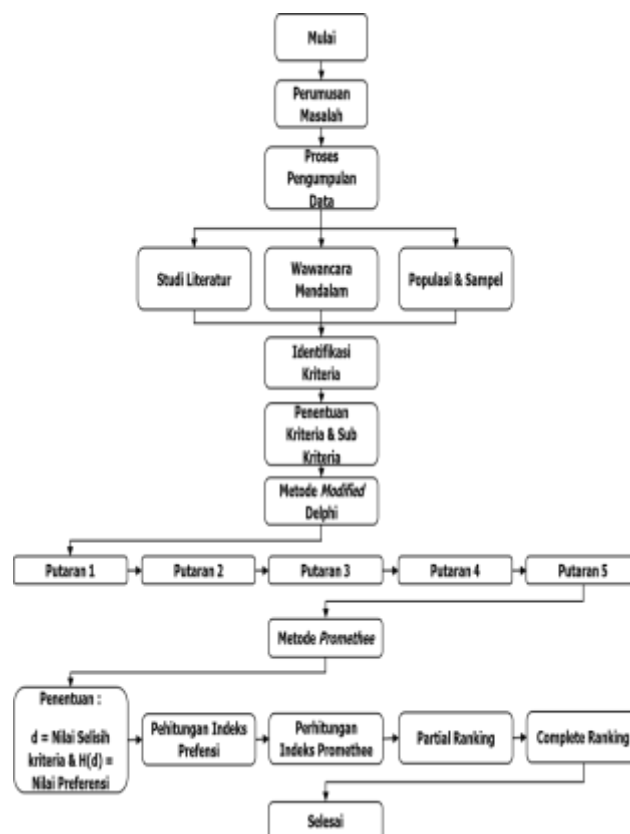 Mulai
Perumusan
Masalah
Proses
Pengumpulan
Data
Studi Literatur
Wawancara
Mendalam
Populasi & Sampel
Identifikasi
Kriteria
Penentuan
Kriteria & Sub
Kriteria
Metode Modified
Delphi
Putaran 1
Putaran 2
Putaran 3
Putaran 4
Putaran 5
Metode Promethee
Penentuan :
d = Nilai Selisih
kriteria & H(d) =
Nilai Preferensi
Pehitungan Indeks
Prefensi
Perhitungan
Indeks Promethee
Partial Ranking
Complete Ranking
Selesai